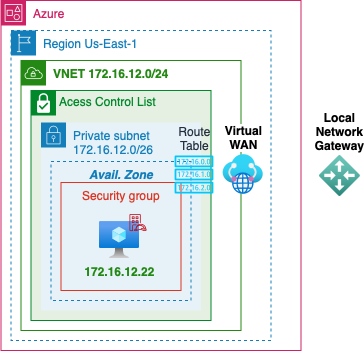 Azure
Region Us-East-1
VNET 172.16.12.0/24
Acess Control List
Private subnet
172.16.12.0/26
Route
Table
172.16.0.0
172.16.1.0
172.16.2.0
Avail. Zone
Security group
172.16.12.22
Virtual
WAN
Local
Network
Gateway